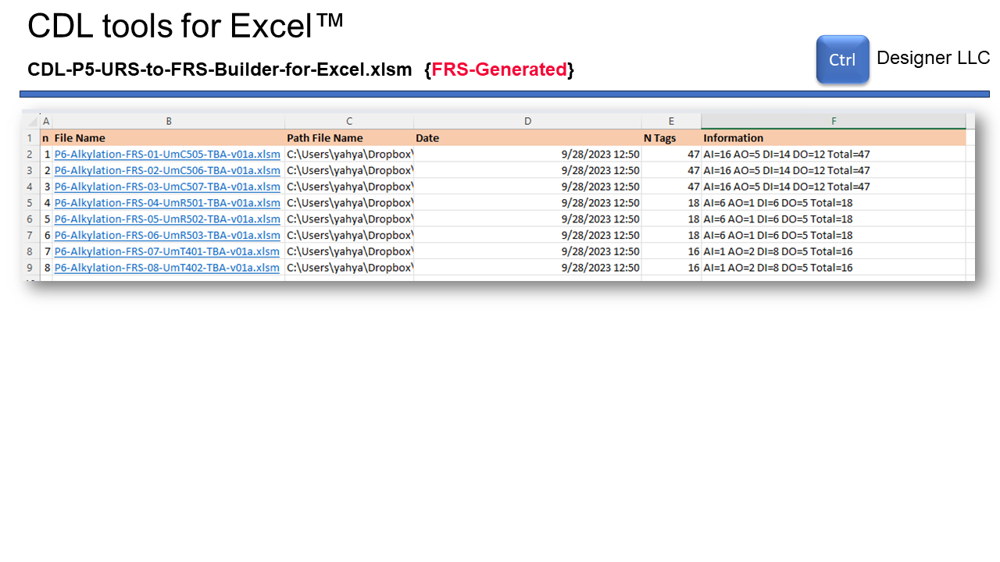 CDL tools for Excel™
CDL-P5-URS-to-FRS-Builder-for-Excel.xlsm {FRS-Generated}
Ctrl
Designer LLC
A B C D E F
1 n File Name Path File Name Date N Tags Information
2 1 P6-Alkylation-FRS-01-UmC505-TBA-v01a.xlsm C:\Users\yahya\Dropbox\ 9/28/2023 12:50 47 AI=16 AO=5 DI=14 DO=12 Total=47
3 2 P6-Alkylation-FRS-02-UmC506-TBA-v01a.xlsm C:\Users\yahya\Dropbox\ 9/28/2023 12:50 47 AI=16 AO=5 DI=14 DO=12 Total=47
4 3 P6-Alkylation-FRS-03-UmC507-TBA-v01a.xlsm C:\Users\yahya\Dropbox\ 9/28/2023 12:50 47 AI=16 AO=5 DI=14 DO=12 Total=47
5 4 P6-Alkylation-FRS-04-UmR501-TBA-v01a.xlsm C:\Users\yahya\Dropbox\ 9/28/2023 12:50 18 AI=6 AO=1 DI=6 DO=5 Total=18
6 5 P6-Alkylation-FRS-05-UmR502-TBA-v01a.xlsm C:\Users\yahya\Dropbox\ 9/28/2023 12:50 18 AI=6 AO=1 DI=6 DO=5 Total=18
7 6 P6-Alkylation-FRS-06-UmR503-TBA-v01a.xlsm C:\Users\yahya\Dropbox\ 9/28/2023 12:50 18 AI=6 AO=1 DI=6 DO=5 Total=18
8 7 P6-Alkylation-FRS-07-UmT401-TBA-v01a.xlsm C:\Users\yahya\Dropbox\ 9/28/2023 12:50 16 AI=1 AO=2 DI=8 DO=5 Total=16
9 8 P6-Alkylation-FRS-08-UmT402-TBA-v01a.xlsm C:\Users\yahya\Dropbox\ 9/28/2023 12:50 16 AI=1 AO=2 DI=8 DO=5 Total=16